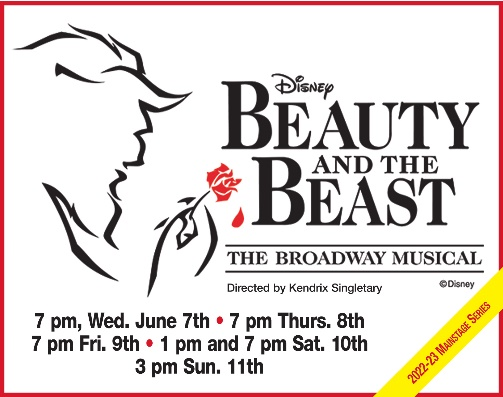 Disney
BEAUTY
AND THE
BEAST
THE BROADWAY MUSICAL
©Disney
Directed by Kendrix Singletary
7 pm, Wed. June 7th • 7 pm Thurs. 8th
7 pm Fri. 9th • 1 pm and 7 pm Sat. 10th
3 pm Sun. 11th
2022-23 MAINSTAGE SERIES